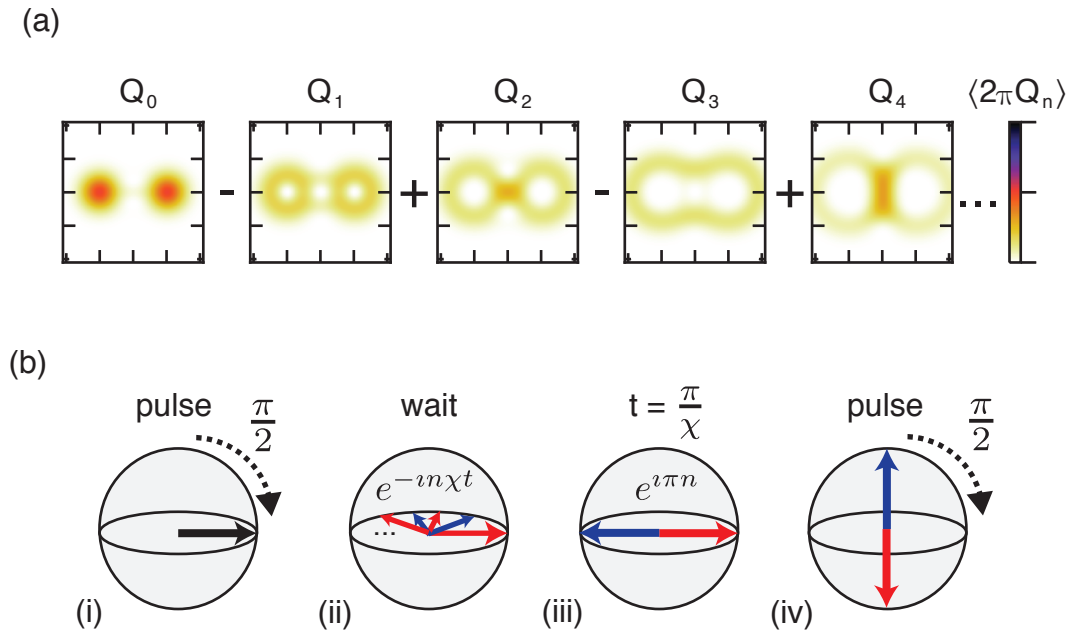 (a)
Q₀ Q₁ Q₂ Q₃ Q₄ ⟨2πQₙ⟩
- + - + ....
(b)
pulse π/2 wait t = π/χ pulse π/2
e^{-ınχt} e^{ıπn}
...
(i) (ii) (iii) (iv)